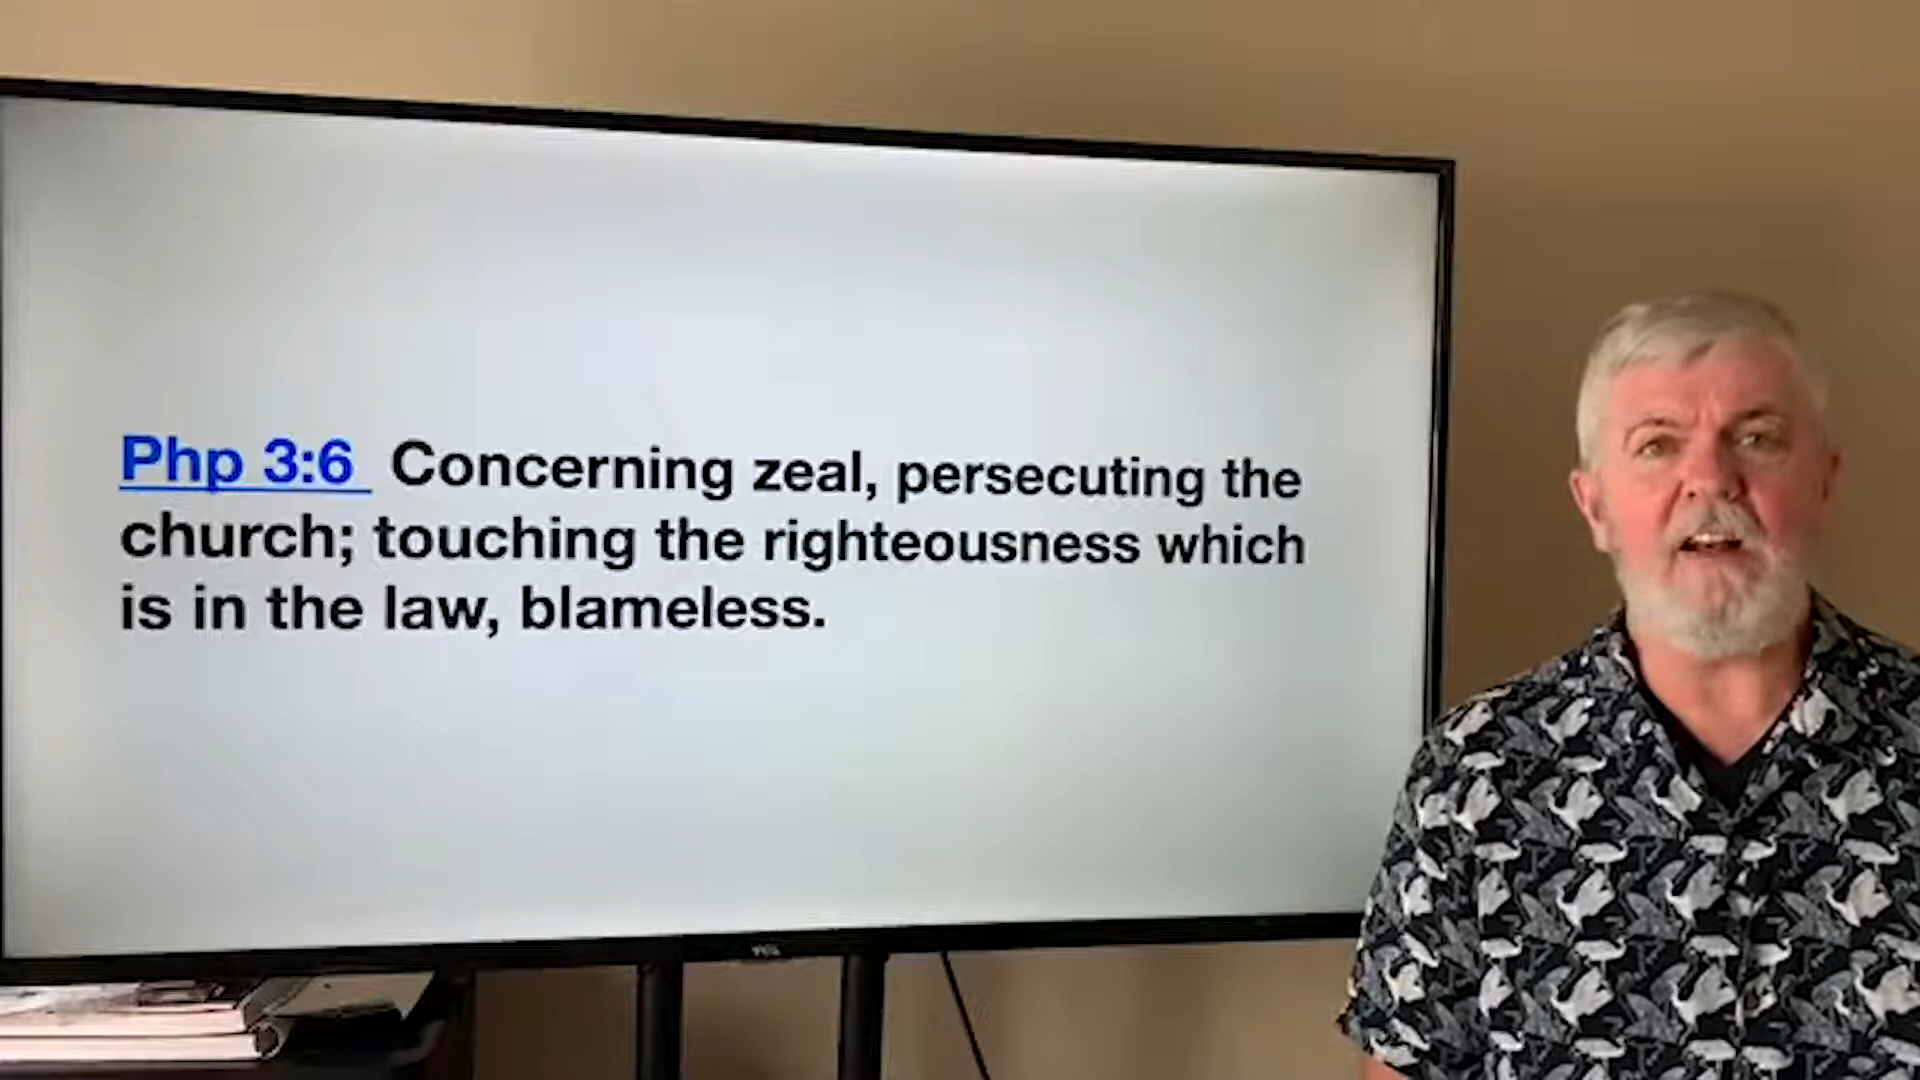 Php 3:6 Concerning zeal, persecuting the
church; touching the righteousness which
is in the law, blameless.